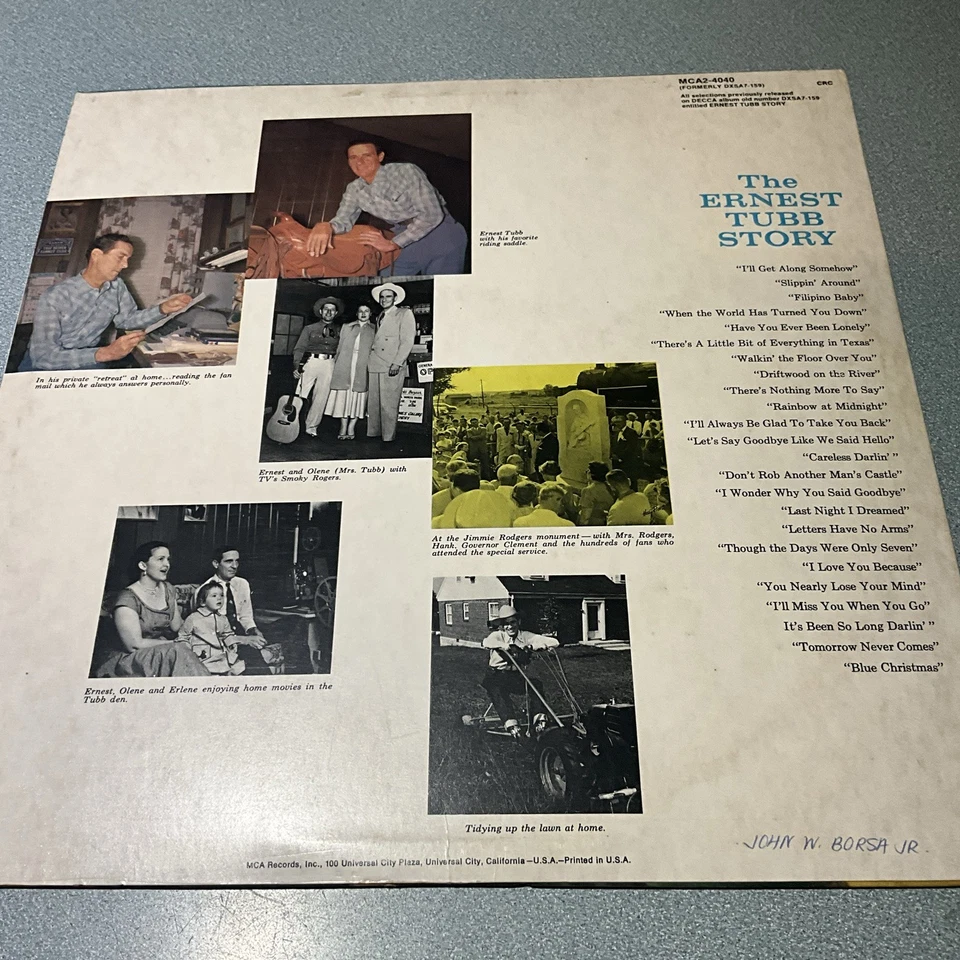 MCA2-4040
(FORMERLY DXSA7-159)
CRC
All selections previously released
on DECCA album old number DXSA7-159
entitled ERNEST TUBB STORY
The
ERNEST
TUBB
STORY
"I'll Get Along Somehow"
"Slippin' Around"
"Filipino Baby"
"When the World Has Turned You Down"
"Have You Ever Been Lonely"
"There's A Little Bit of Everything in Texas"
"Walkin' the Floor Over You"
"Driftwood on the River"
"There's Nothing More To Say"
"Rainbow at Midnight"
"I'll Always Be Glad To Take You Back"
"Let's Say Goodbye Like We Said Hello"
"Careless Darlin' "
"Don't Rob Another Man's Castle"
"I Wonder Why You Said Goodbye"
"Last Night I Dreamed"
"Letters Have No Arms"
"Though the Days Were Only Seven"
"I Love You Because"
"You Nearly Lose Your Mind"
"I'll Miss You When You Go"
It's Been So Long Darlin' "
"Tomorrow Never Comes"
"Blue Christmas"
Ernest Tubb
with his favorite
riding saddle.
In his private "retreat" at home...reading the fan
mail which he always answers personally.
Ernest and Olene (Mrs. Tubb) with
TV's Smoky Rogers.
At the Jimmie Rodgers monument—with Mrs. Rodgers,
Hank, Governor Clement and the hundreds of fans who
attended the special service.
Ernest, Olene and Erlene enjoying home movies in the
Tubb den.
Tidying up the lawn at home.
JOHN W. BORSA JR.
MCA Records, Inc., 100 Universal City Plaza, Universal City, California—U.S.A.—Printed in U.S.A.